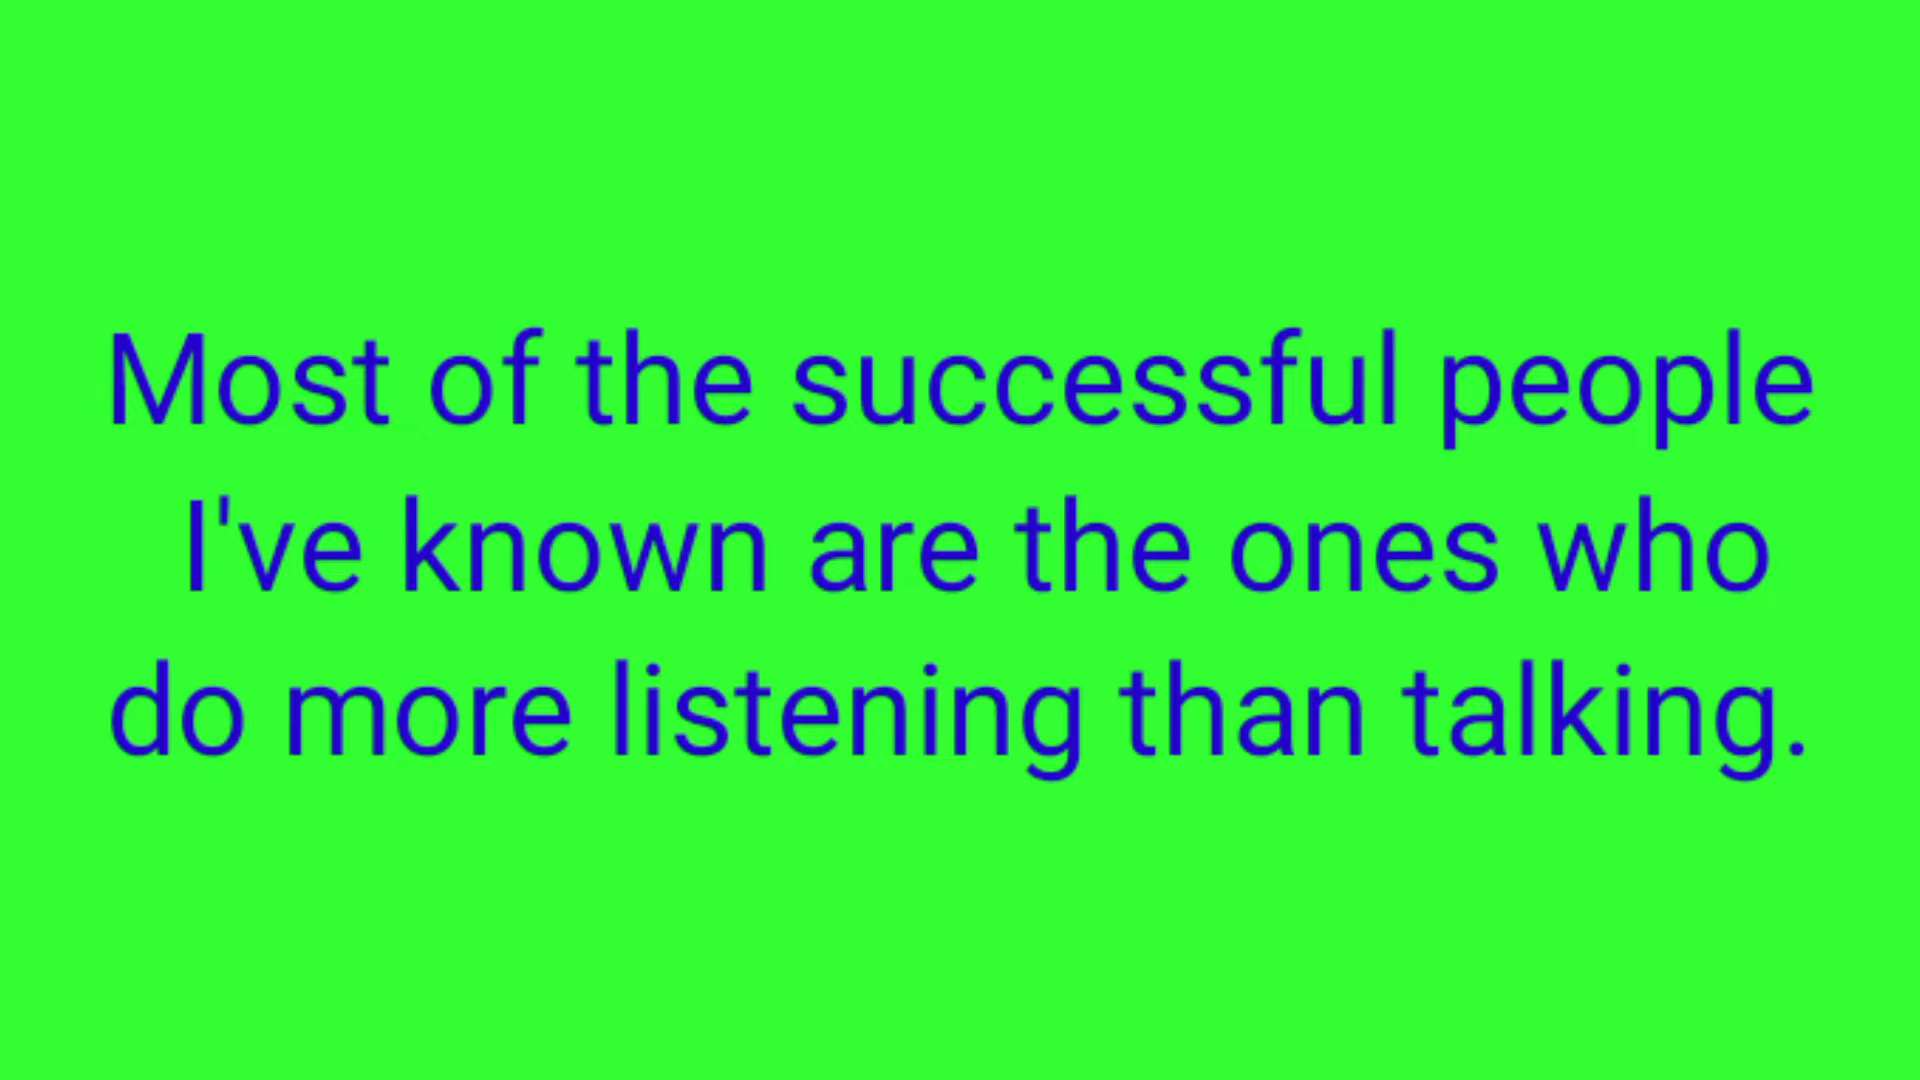 Most of the successful people
I've known are the ones who
do more listening than talking.